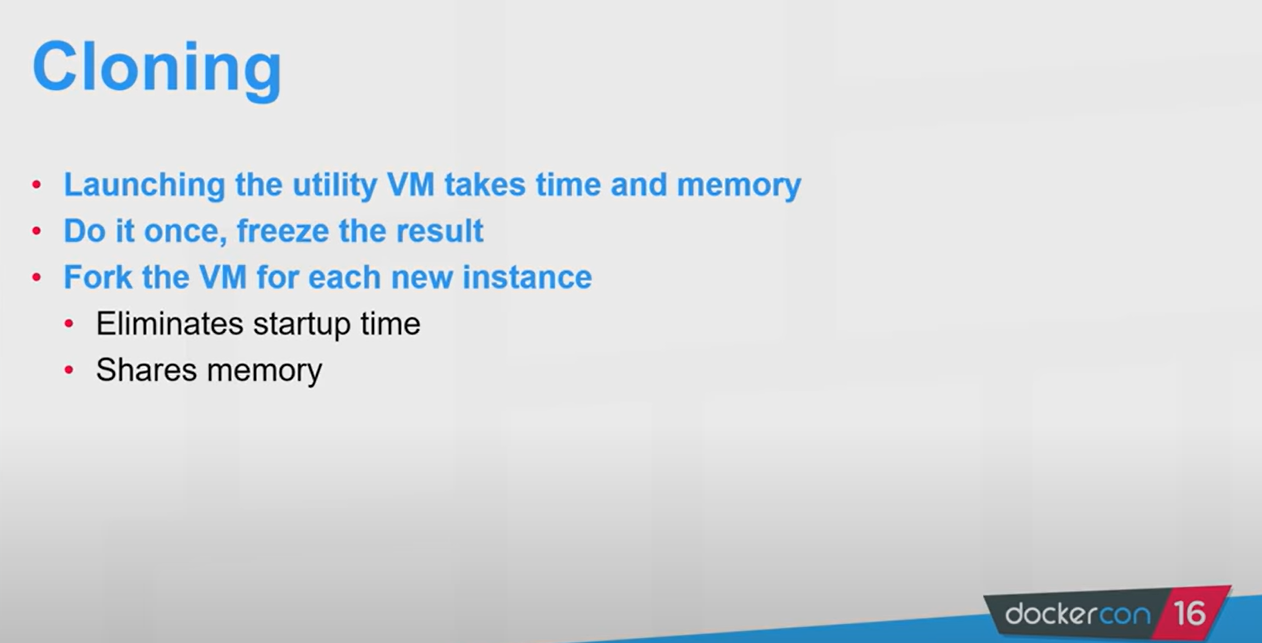 Cloning
• Launching the utility VM takes time and memory
• Do it once, freeze the result
• Fork the VM for each new instance
• Eliminates startup time
• Shares memory
dockercon 16